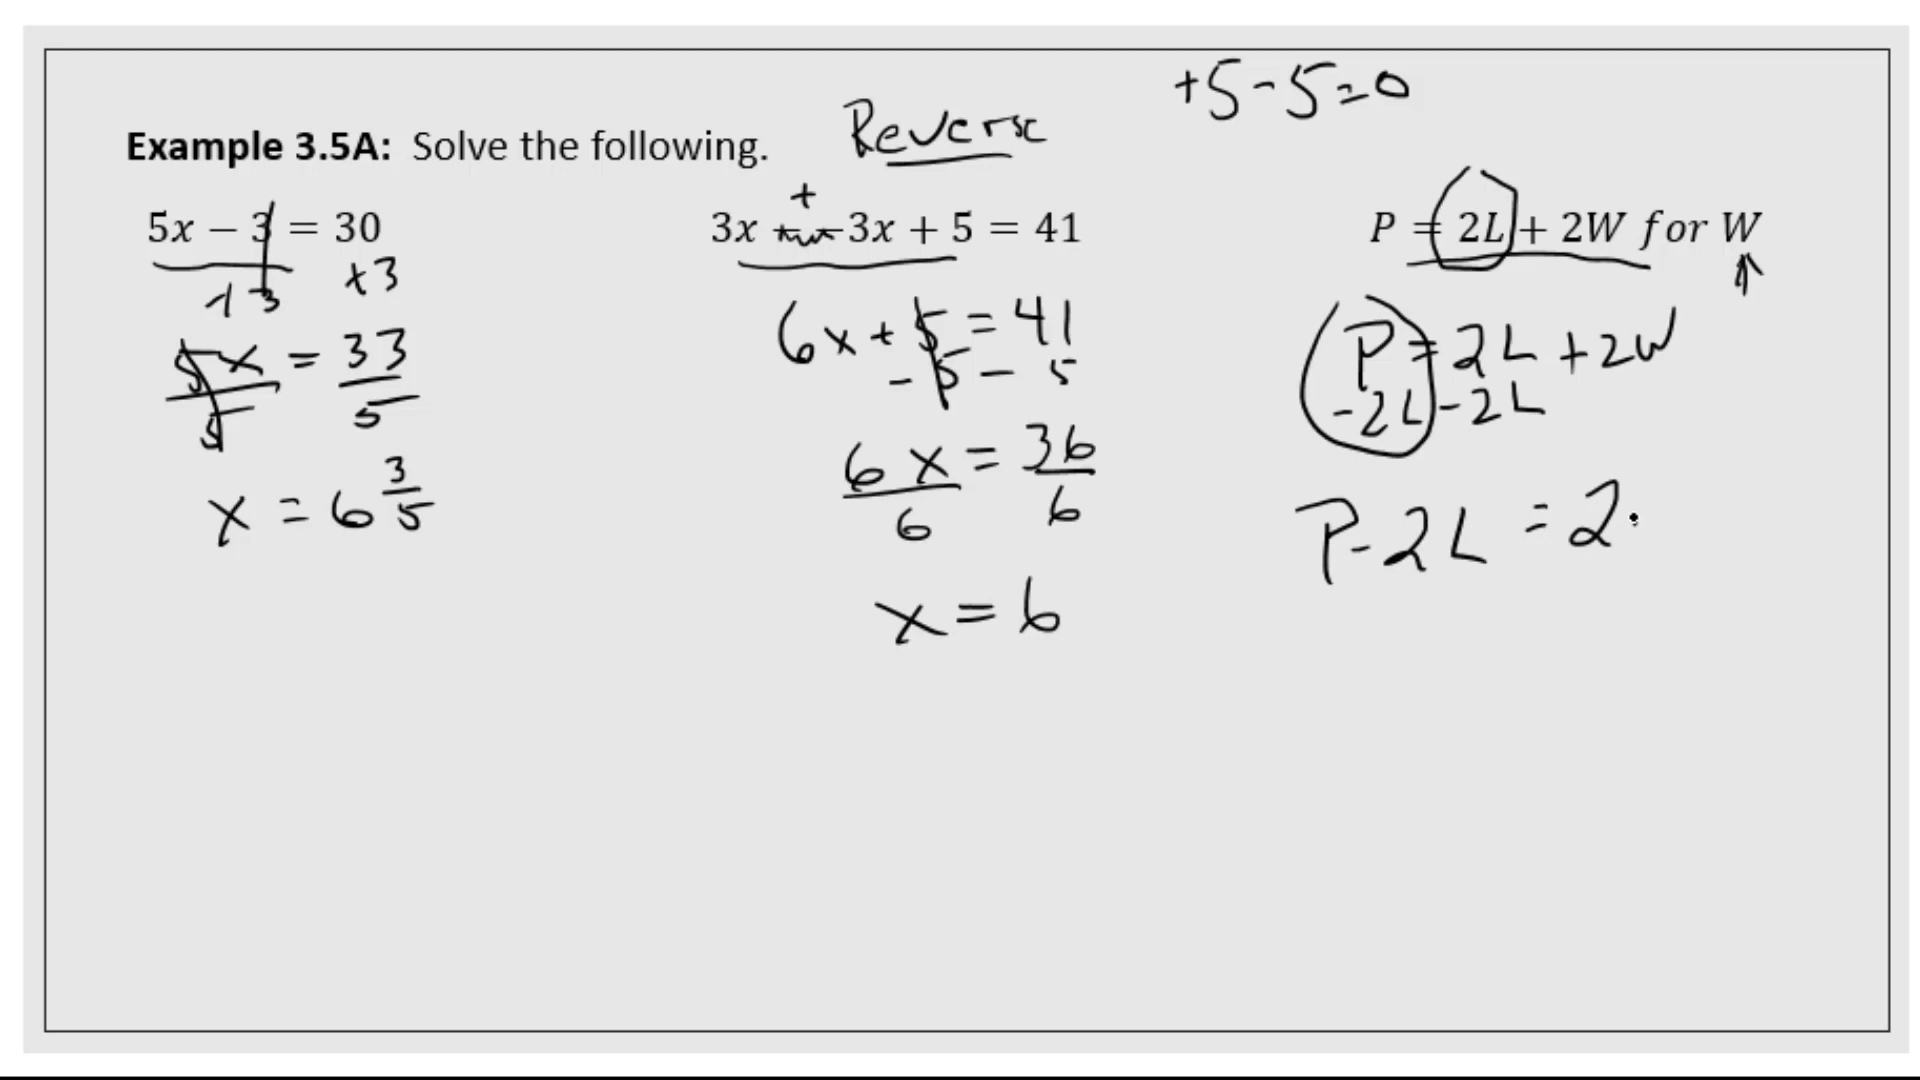 +5-5=0
Reverse
Example 3.5A: Solve the following.
5x − 3 = 30
+3 +3
5x = 33
5 5
x = 6 3/5
+
3x − 3x + 5 = 41
6x + 5 = 41
- 5 - 5
6x = 36
6 6
x = 6
P = 2L + 2W for W
P = 2L + 2W
-2L -2L
P - 2L = 2